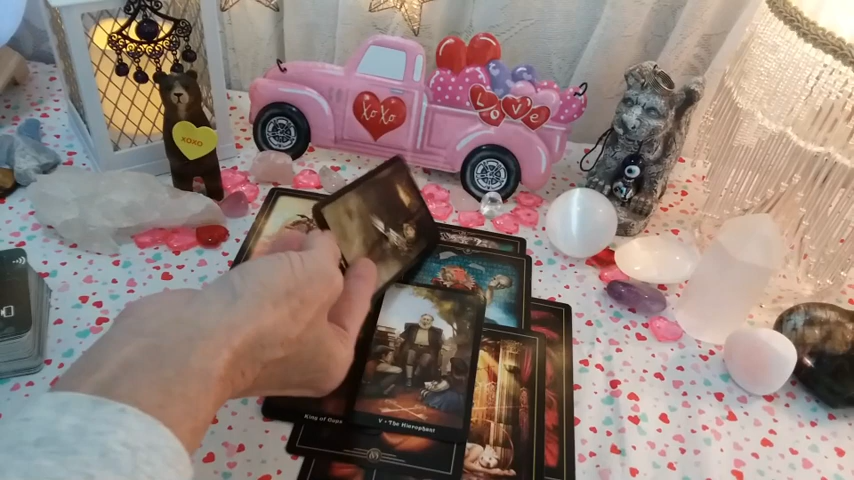 XOXO
XoXo
LOVe
King of Cups
V • The Hierophant